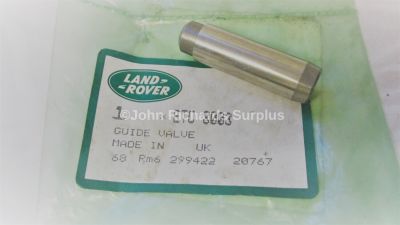 LAND-
ROVER
1
GUIDE VALVE
MADE IN UK
68 Rm6 299422 20767
© John Richards Surplus